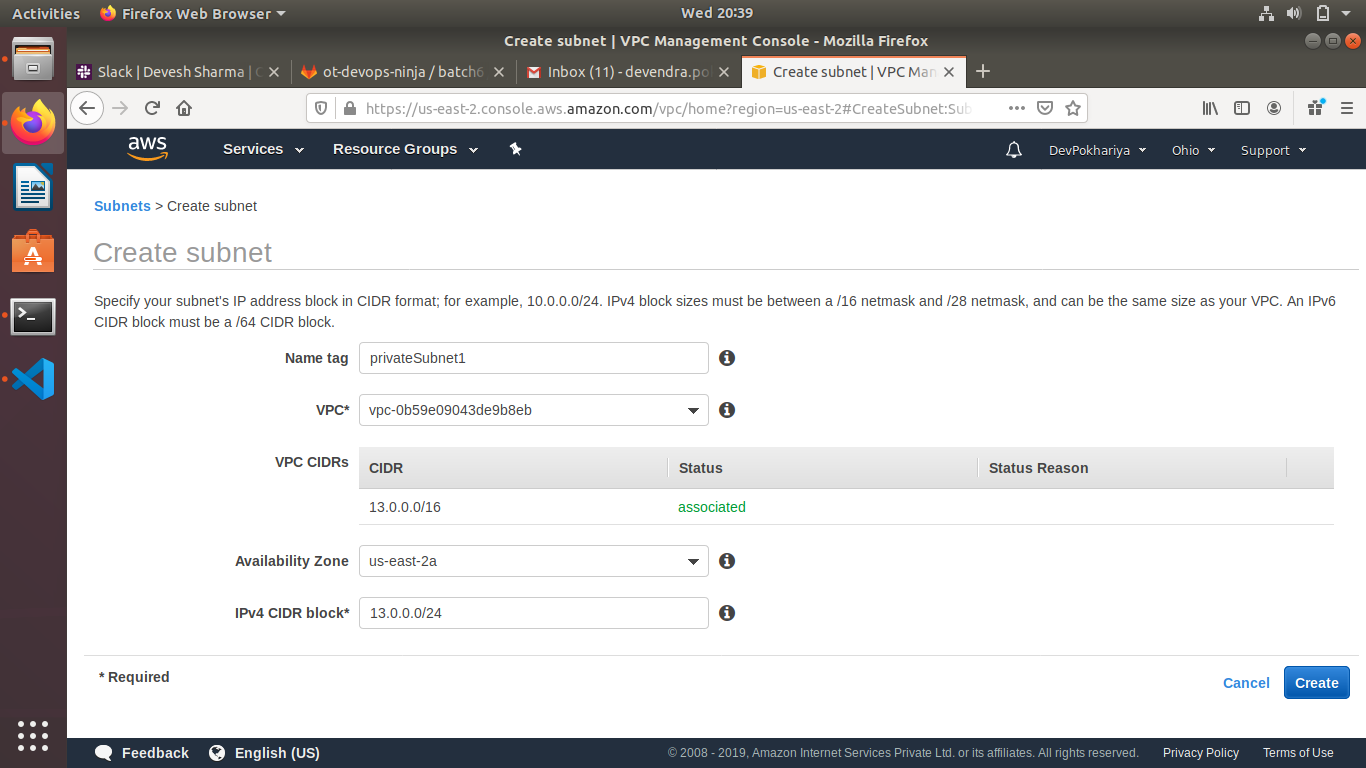 Activities
Firefox Web Browser
Wed 20:39
Create subnet | VPC Management Console - Mozilla Firefox
Slack | Devesh Sharma |
ot-devops-ninja / batch6
Inbox (11) - devendra.po
Create subnet | VPC Man
https://us-east-2.console.aws.amazon.com/vpc/home?region=us-east-2#CreateSubnet:Sub
aws
Services
Resource Groups
DevPokhariya
Ohio
Support
Subnets > Create subnet
Create subnet
Specify your subnet's IP address block in CIDR format; for example, 10.0.0.0/24. IPv4 block sizes must be between a /16 netmask and /28 netmask, and can be the same size as your VPC. An IPv6
CIDR block must be a /64 CIDR block.
Name tag
privateSubnet1
VPC*
vpc-0b59e09043de9b8eb
VPC CIDRs
CIDR
Status
Status Reason
13.0.0.0/16
associated
Availability Zone
us-east-2a
IPv4 CIDR block*
13.0.0.0/24
* Required
Cancel
Create
Feedback
English (US)
© 2008 - 2019, Amazon Internet Services Private Ltd. or its affiliates. All rights reserved.
Privacy Policy
Terms of Use